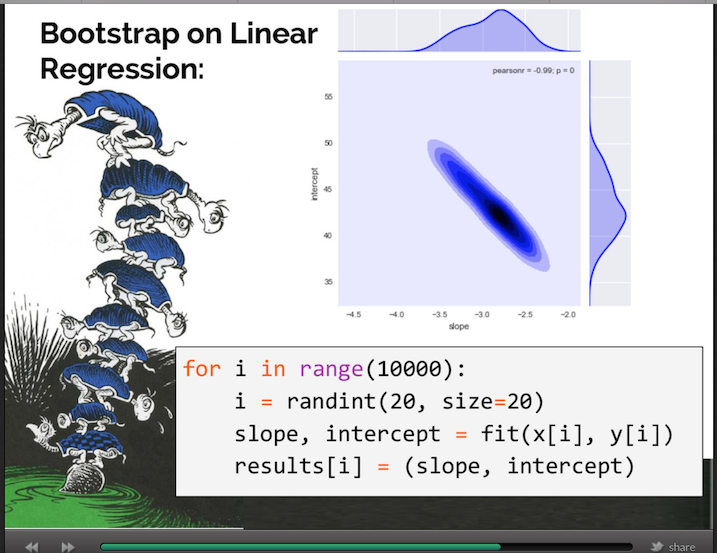 Bootstrap on Linear
Regression:
pearsonr = -0.99; p = 0
intercept
55
50
45
40
35
−4.5 −4.0 −3.5 −3.0 −2.5 −2.0
slope
for i in range(10000):
    i = randint(20, size=20)
    slope, intercept = fit(x[i], y[i])
    results[i] = (slope, intercept)
share